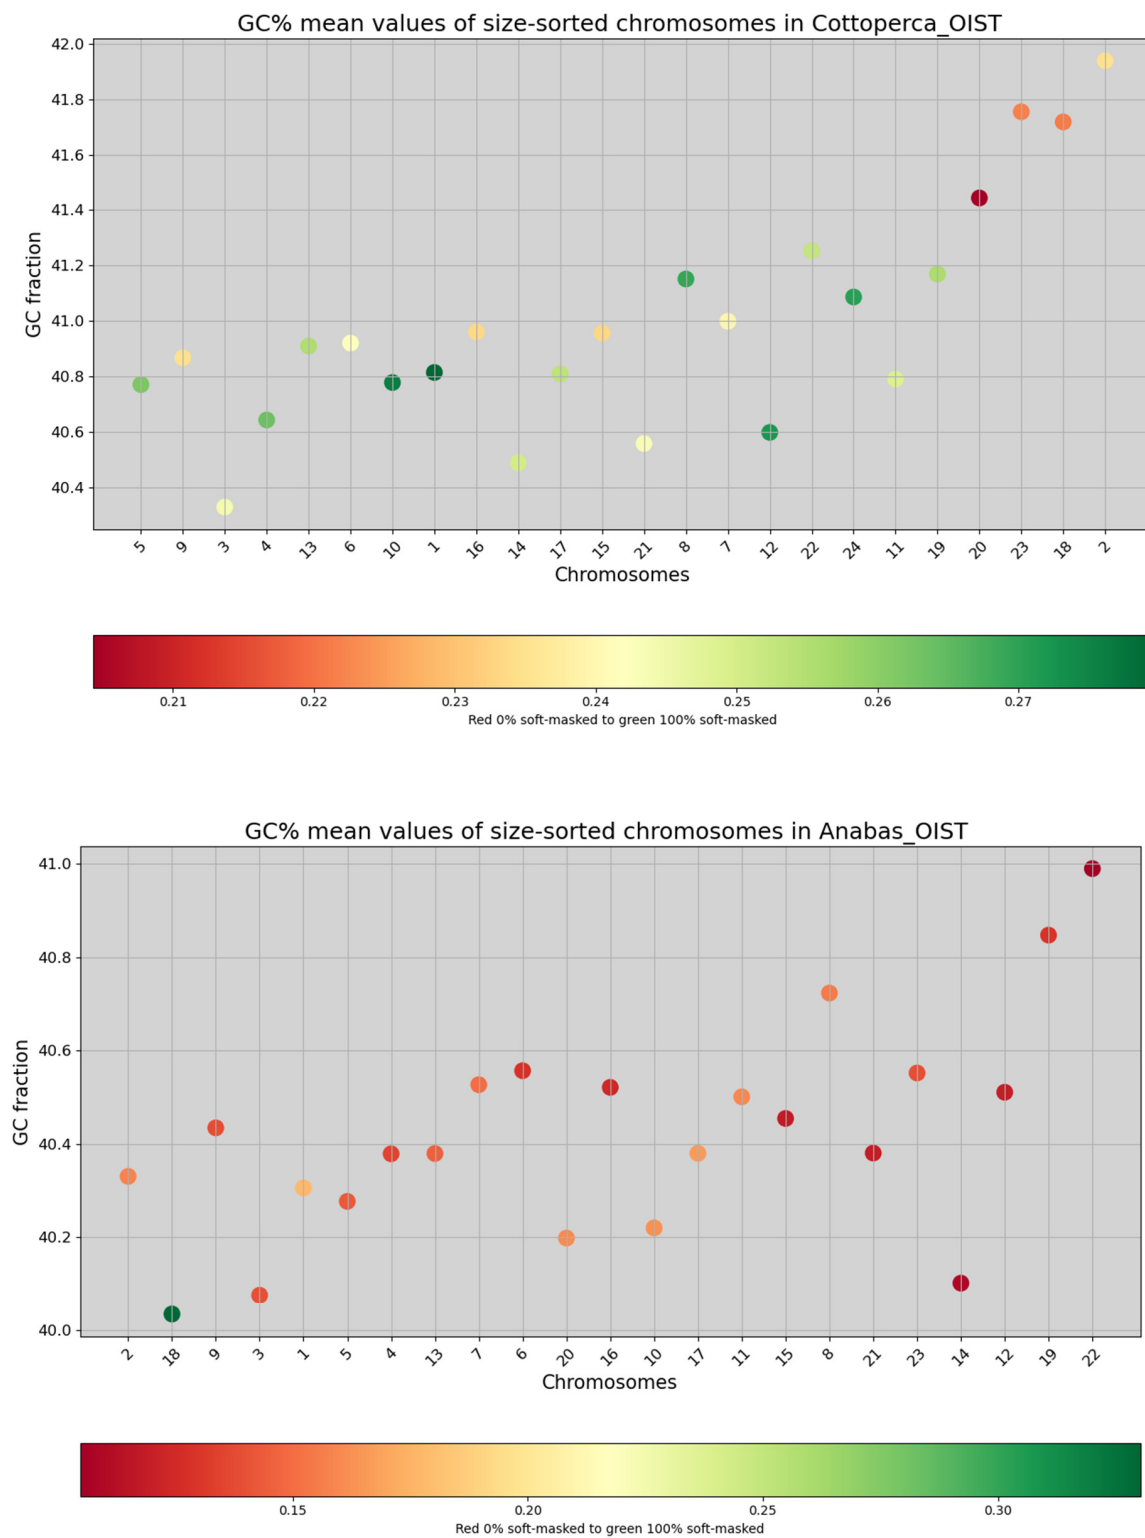 GC% mean values of size-sorted chromosomes in Cottoperca_OIST
42.0
41.8
41.6
41.4
41.2
41.0
40.8
40.6
40.4
GC fraction
5 9 3 4 13 6 10 1 16 14 17 15 21 8 7 12 22 24 11 19 20 23 18 2
Chromosomes
0.21 0.22 0.23 0.24 0.25 0.26 0.27
Red 0% soft-masked to green 100% soft-masked
GC% mean values of size-sorted chromosomes in Anabas_OIST
41.0
40.8
40.6
40.4
40.2
40.0
GC fraction
2 18 9 3 1 5 4 13 7 6 20 16 10 17 11 15 8 21 23 14 12 19 22
Chromosomes
0.15 0.20 0.25 0.30
Red 0% soft-masked to green 100% soft-masked